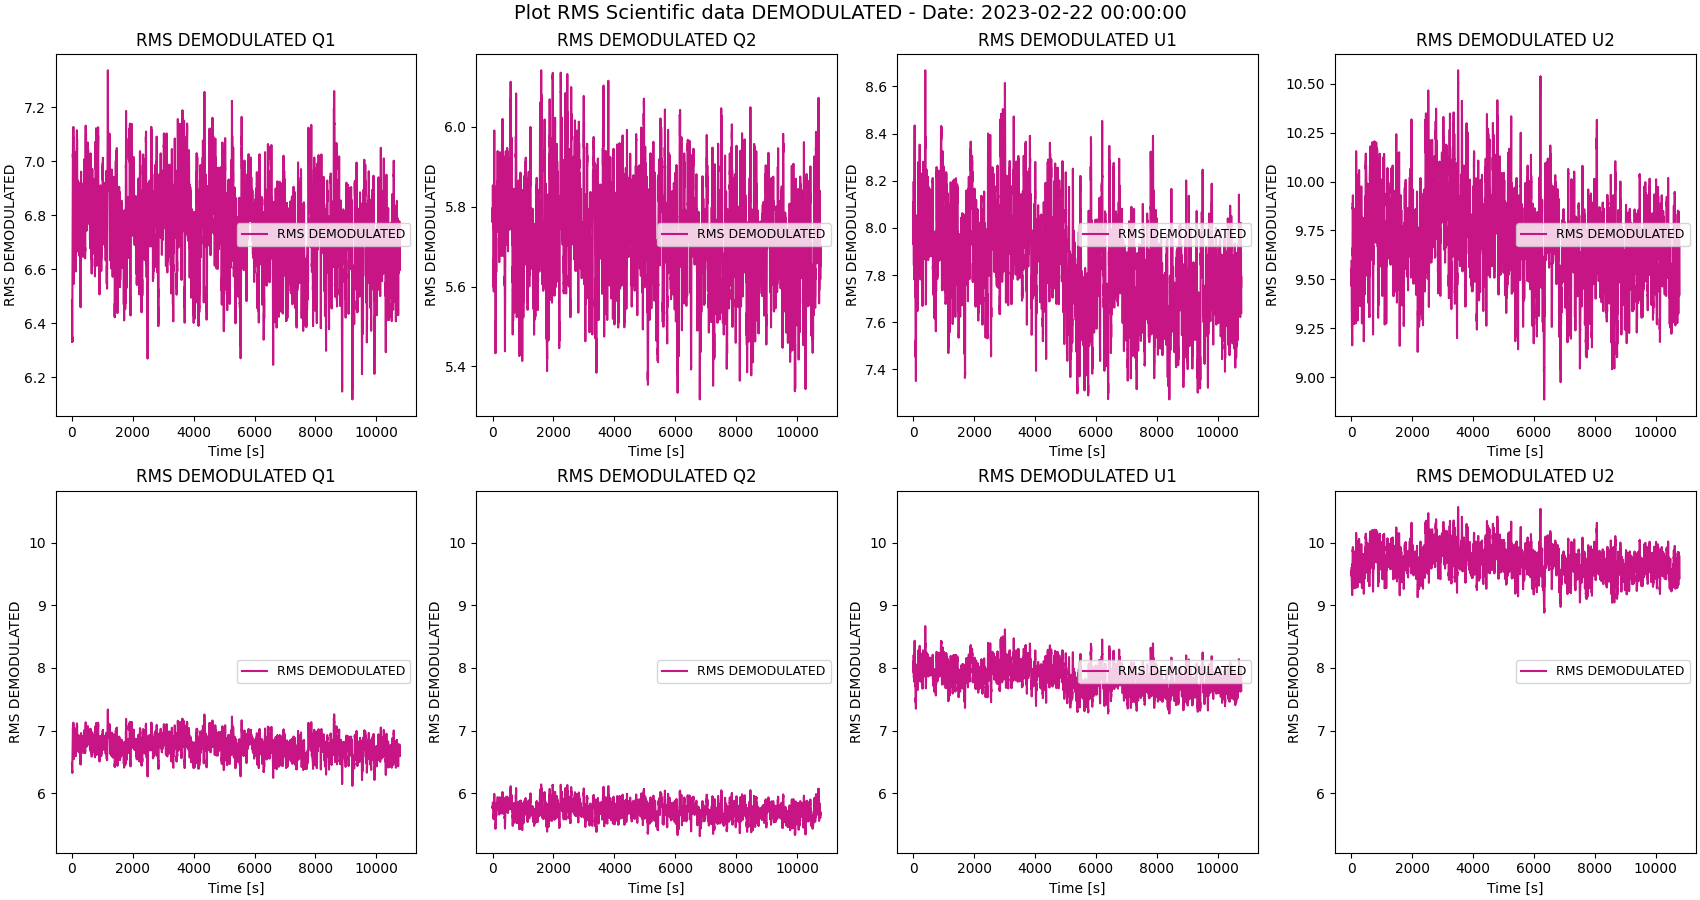 Plot RMS Scientific data DEMODULATED - Date: 2023-02-22 00:00:00
RMS DEMODULATED Q1
RMS DEMODULATED
7.2
7.0
6.8
6.6
6.4
6.2
RMS DEMODULATED
0 2000 4000 6000 8000 10000
Time [s]
RMS DEMODULATED Q2
RMS DEMODULATED
6.0
5.8
5.6
5.4
RMS DEMODULATED
0 2000 4000 6000 8000 10000
Time [s]
RMS DEMODULATED U1
RMS DEMODULATED
8.6
8.4
8.2
8.0
7.8
7.6
7.4
RMS DEMODULATED
0 2000 4000 6000 8000 10000
Time [s]
RMS DEMODULATED U2
RMS DEMODULATED
10.50
10.25
10.00
9.75
9.50
9.25
9.00
RMS DEMODULATED
0 2000 4000 6000 8000 10000
Time [s]
RMS DEMODULATED Q1
RMS DEMODULATED
10
9
8
7
6
RMS DEMODULATED
0 2000 4000 6000 8000 10000
Time [s]
RMS DEMODULATED Q2
RMS DEMODULATED
10
9
8
7
6
RMS DEMODULATED
0 2000 4000 6000 8000 10000
Time [s]
RMS DEMODULATED U1
RMS DEMODULATED
10
9
8
7
6
RMS DEMODULATED
0 2000 4000 6000 8000 10000
Time [s]
RMS DEMODULATED U2
RMS DEMODULATED
10
9
8
7
6
RMS DEMODULATED
0 2000 4000 6000 8000 10000
Time [s]